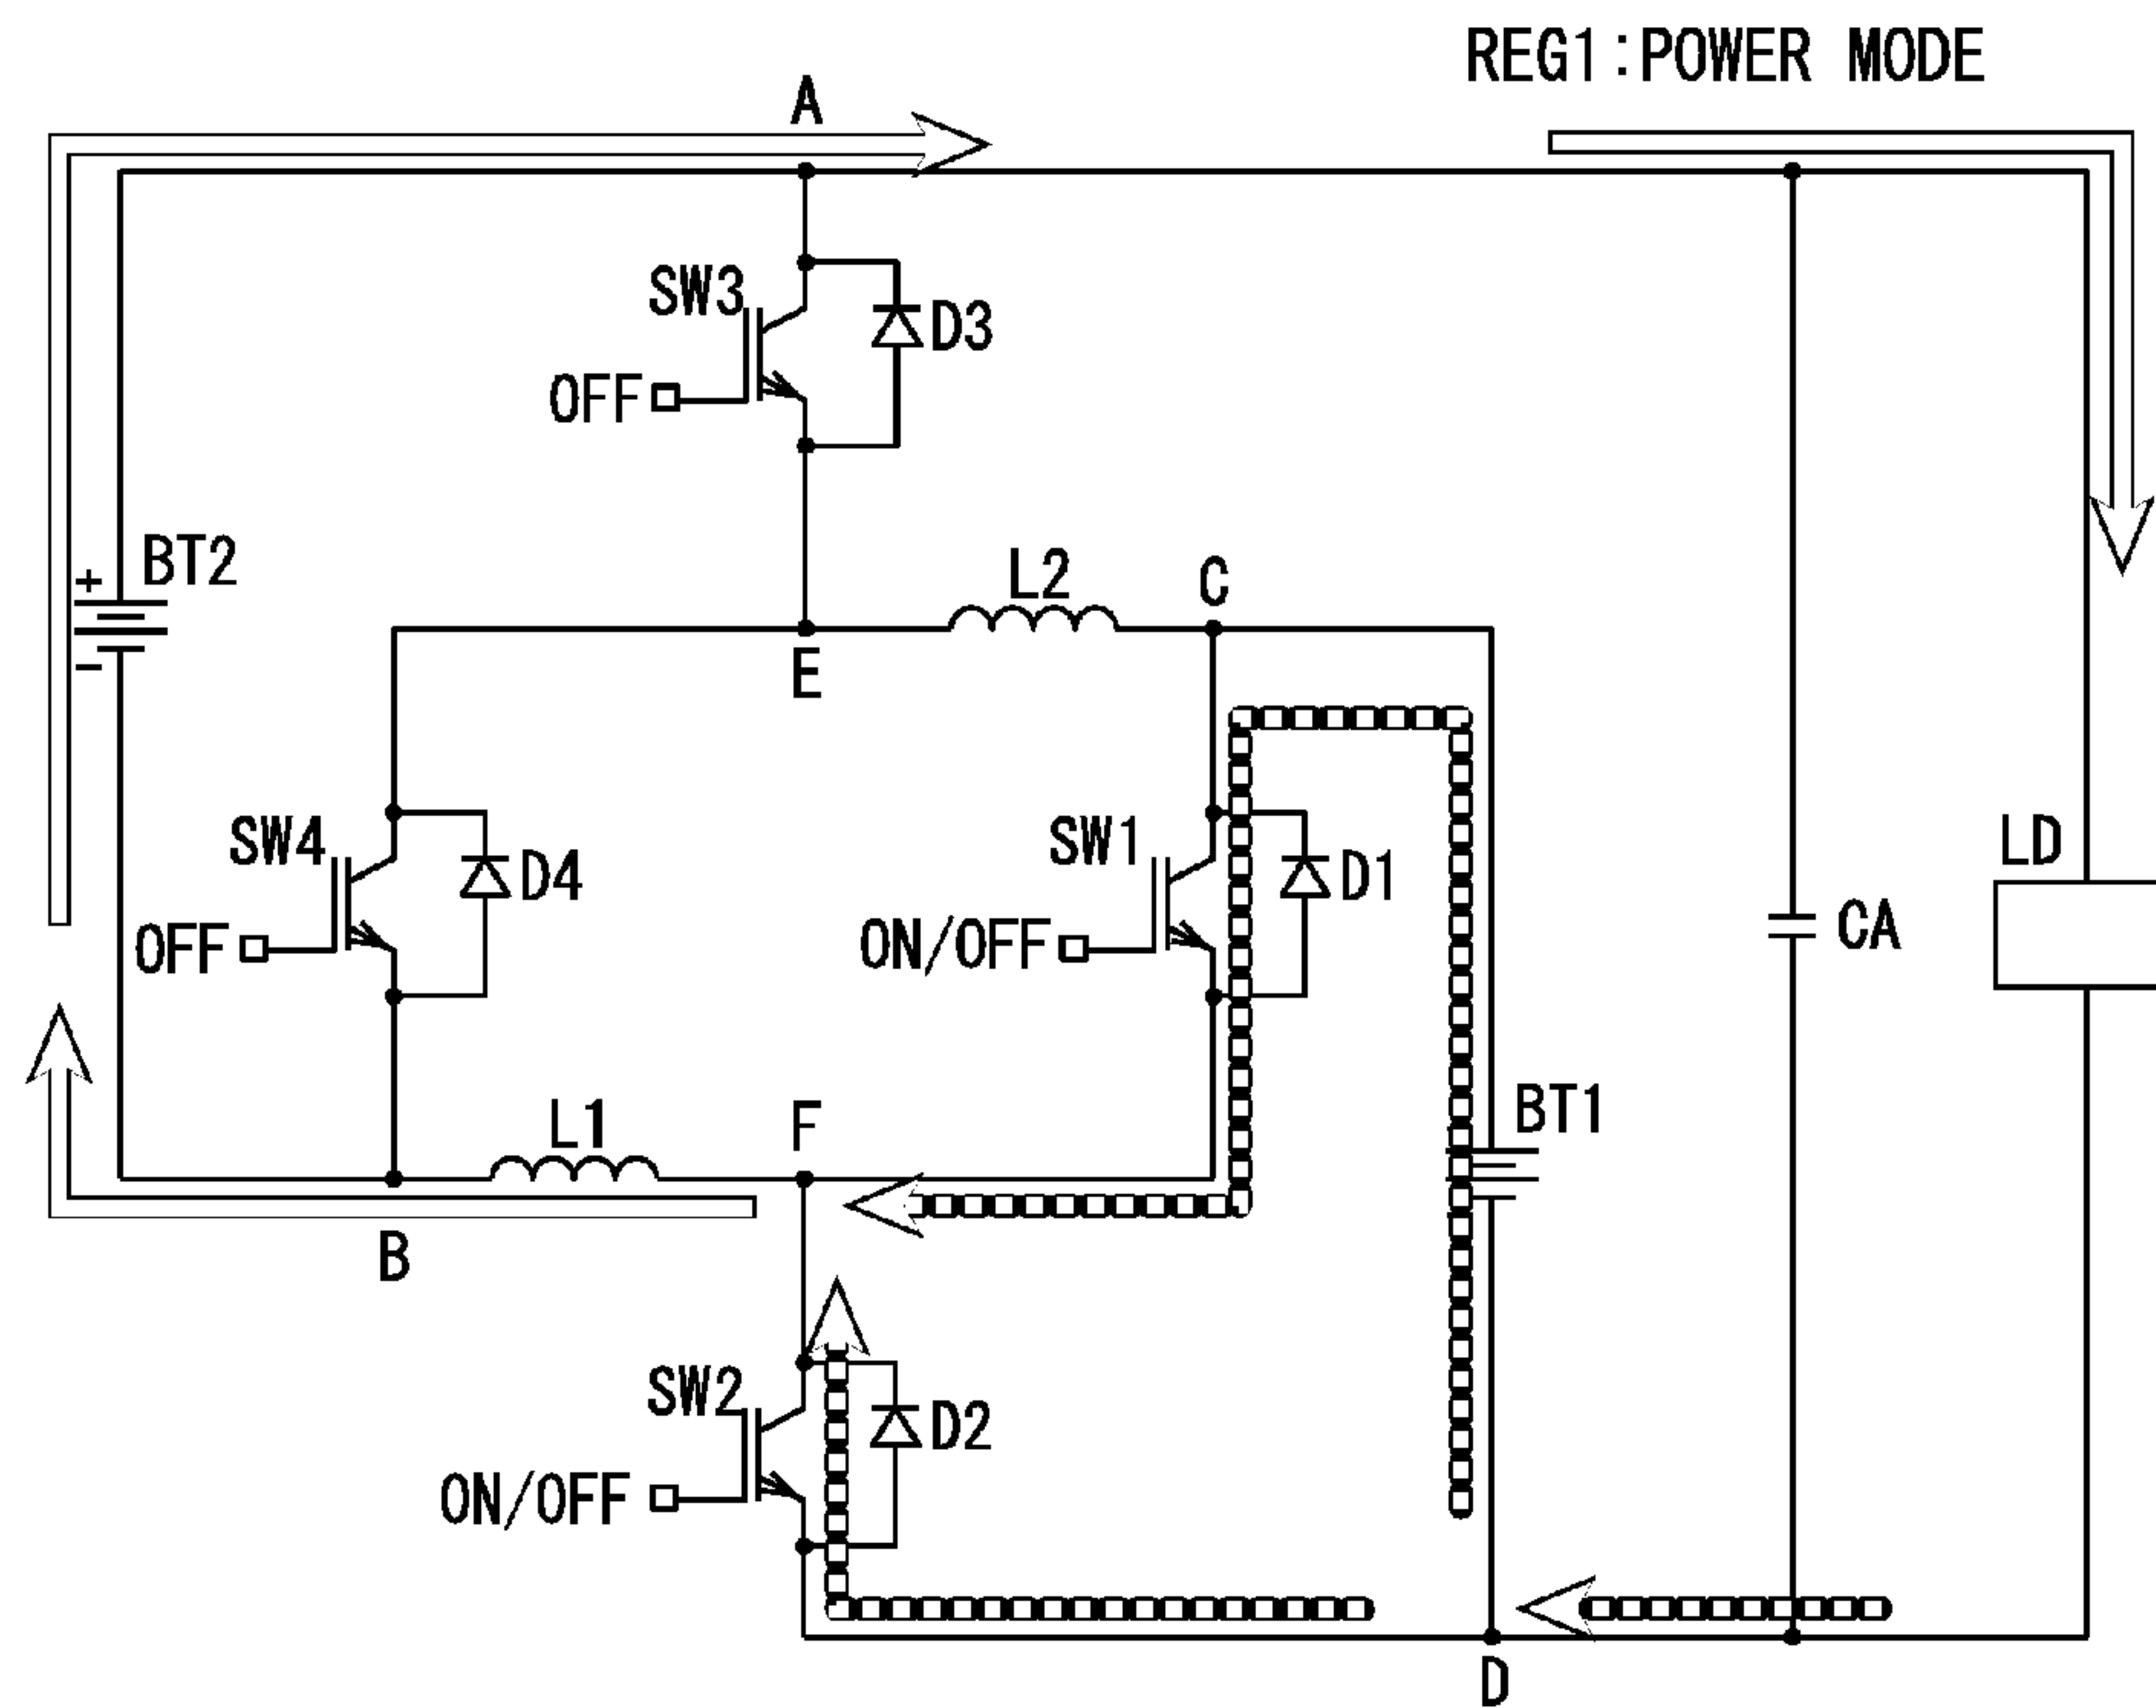 REG1:POWER MODE
A
SW3
D3
OFF
BT2
+
−
L2
C
E
SW4
D4
OFF
SW1
D1
ON/OFF
LD
CA
L1
F
BT1
B
SW2
D2
ON/OFF
D